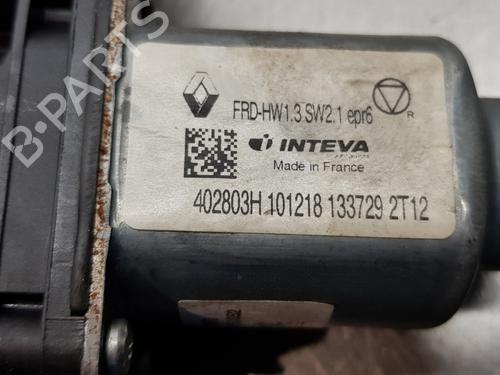 FRD-HW1.3 SW2.1 epr6
R
INTEVA
Made in France
402803H 101218 133729 2T12
B-PARTS